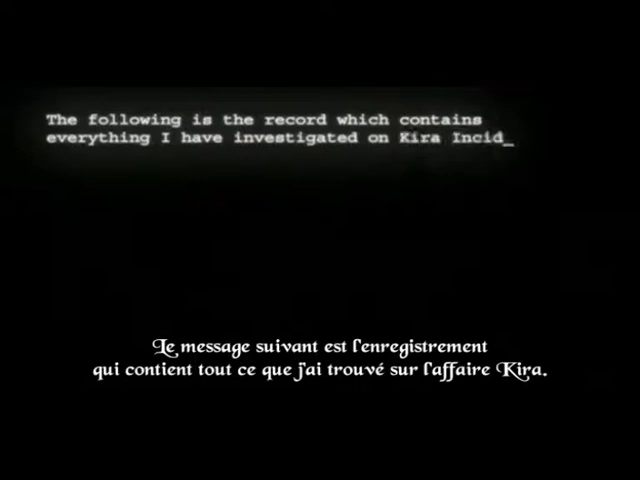 The following is the record which contains
everything I have investigated on Kira Incid_
Le message suivant est l'enregistrement
qui contient tout ce que j'ai trouvé sur l'affaire Kira.